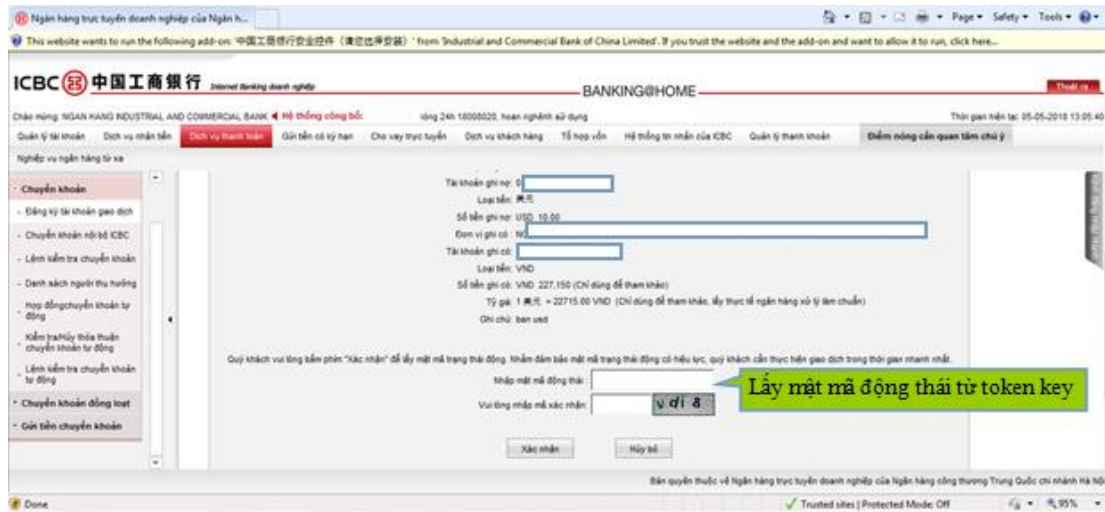 Ngân hàng trực tuyến doanh nghiệp của Ngân h...
Page Safety Tools
This website wants to run the following add-on: '中国工商银行安全控件 (请您选择安装) ' from 'Industrial and Commercial Bank of China Limited'. If you trust the website and the add-on and want to allow it to run, click here...
ICBC 中国工商银行 Internet Banking doanh nghiệp
BANKING@HOME
Thoát ra
Chào mừng: NGAN HANG INDUSTRIAL AND COMMERCIAL BANK Hệ thống công bố: vòng 24h 18008020, hoan nghênh sử dụng Thời gian hiện tại: 05-05-2018 13:05:40
Quản lý tài khoản Dịch vụ nhận tiền Dịch vụ thanh toán Gửi tiền có kỳ hạn Cho vay trực tuyến Dịch vụ khách hàng Tổ hợp vốn Hệ thống tin nhắn của ICBC Quản lý thanh khoản Điểm nóng cần quan tâm chú ý
Nghiệp vụ ngân hàng từ xa
Chuyển khoản
Đăng ký tài khoản giao dịch
Chuyển khoản nội bộ ICBC
Lệnh kiểm tra chuyển khoản
Danh sách người thu hưởng
Hợp đồngchuyển khoản tự
động
Kiểm tra/Hủy thỏa thuận
chuyển khoản tự động
Lệnh kiểm tra chuyển khoản
tự động
Chuyển khoản đồng loạt
Gửi tiền chuyển khoản
Tài khoản ghi nợ: 0
Loại tiền: 美元
Số tiền ghi nợ: USD 10.00
Đơn vị ghi có : NG
Tài khoản ghi có:
Loại tiền: VND
Số tiền ghi có: VND 227,150 (Chỉ dùng để tham khảo)
Tỷ giá: 1 美元 = 22715.00 VND (Chỉ dùng để tham khảo, lấy thực tế ngân hàng xử lý làm chuẩn)
Ghi chú: ban usd
Quý khách vui lòng bấm phím "Xác nhận" để lấy mật mã trạng thái động. Nhằm đảm bảo mật mã trạng thái động có hiệu lực, quý khách cần thực hiện giao dịch trong thời gian nhanh nhất.
Nhập mật mã động thái:
Lấy mật mã động thái từ token key
Vui lòng nhập mã xác nhận:
Xác nhận Hủy bỏ
Bản quyền thuộc về Ngân hàng trực tuyến doanh nghiệp của Ngân hàng công thương Trung Quốc chi nhánh Hà Nội
Done Trusted sites | Protected Mode: Off 95%